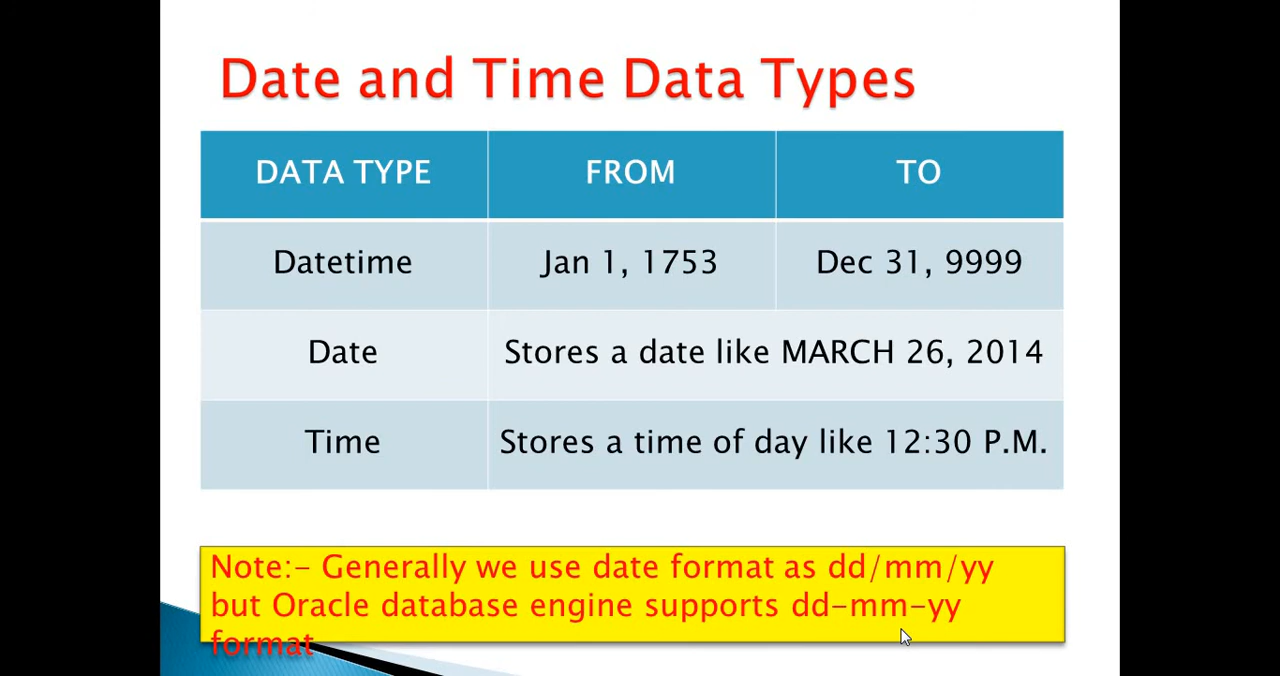 Date and Time Data Types
DATA TYPE FROM TO
Datetime Jan 1, 1753 Dec 31, 9999
Date Stores a date like MARCH 26, 2014
Time Stores a time of day like 12:30 P.M.
Note:- Generally we use date format as dd/mm/yy
but Oracle database engine supports dd-mm-yy
format